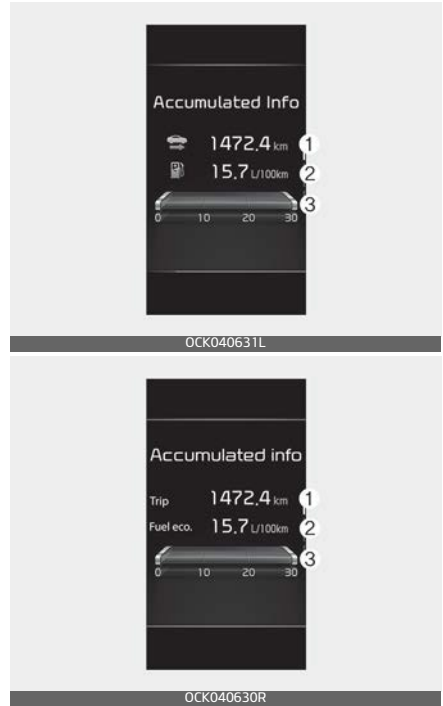 Accumulated Info
1472.4 km ①
15.7 L/100km ②
③
0 10 20 30
OCK040631L
Accumulated info
Trip 1472.4 km ①
Fuel eco. 15.7 L/100km ②
③
0 10 20 30
OCK040630R